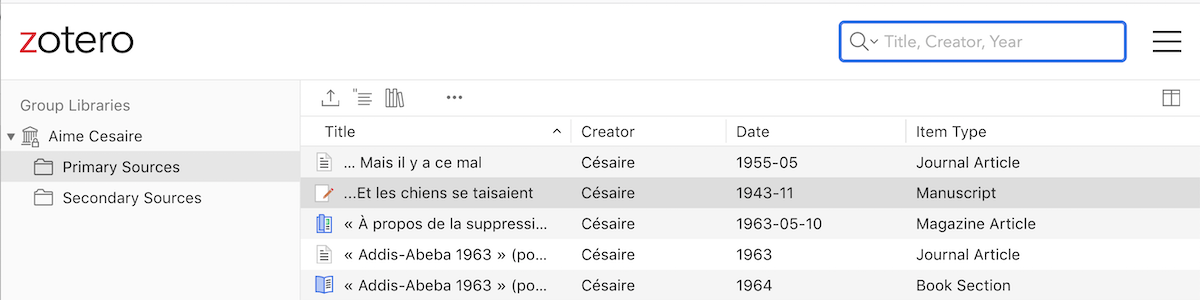 zotero
Title, Creator, Year
Group Libraries
Aime Cesaire
Primary Sources
Secondary Sources
Title Creator Date Item Type
... Mais il y a ce mal Césaire 1955-05 Journal Article
...Et les chiens se taisaient Césaire 1943-11 Manuscript
« À propos de la suppressi... Césaire 1963-05-10 Magazine Article
« Addis-Abeba 1963 » (po... Césaire 1963 Journal Article
« Addis-Abeba 1963 » (po... Césaire 1964 Book Section